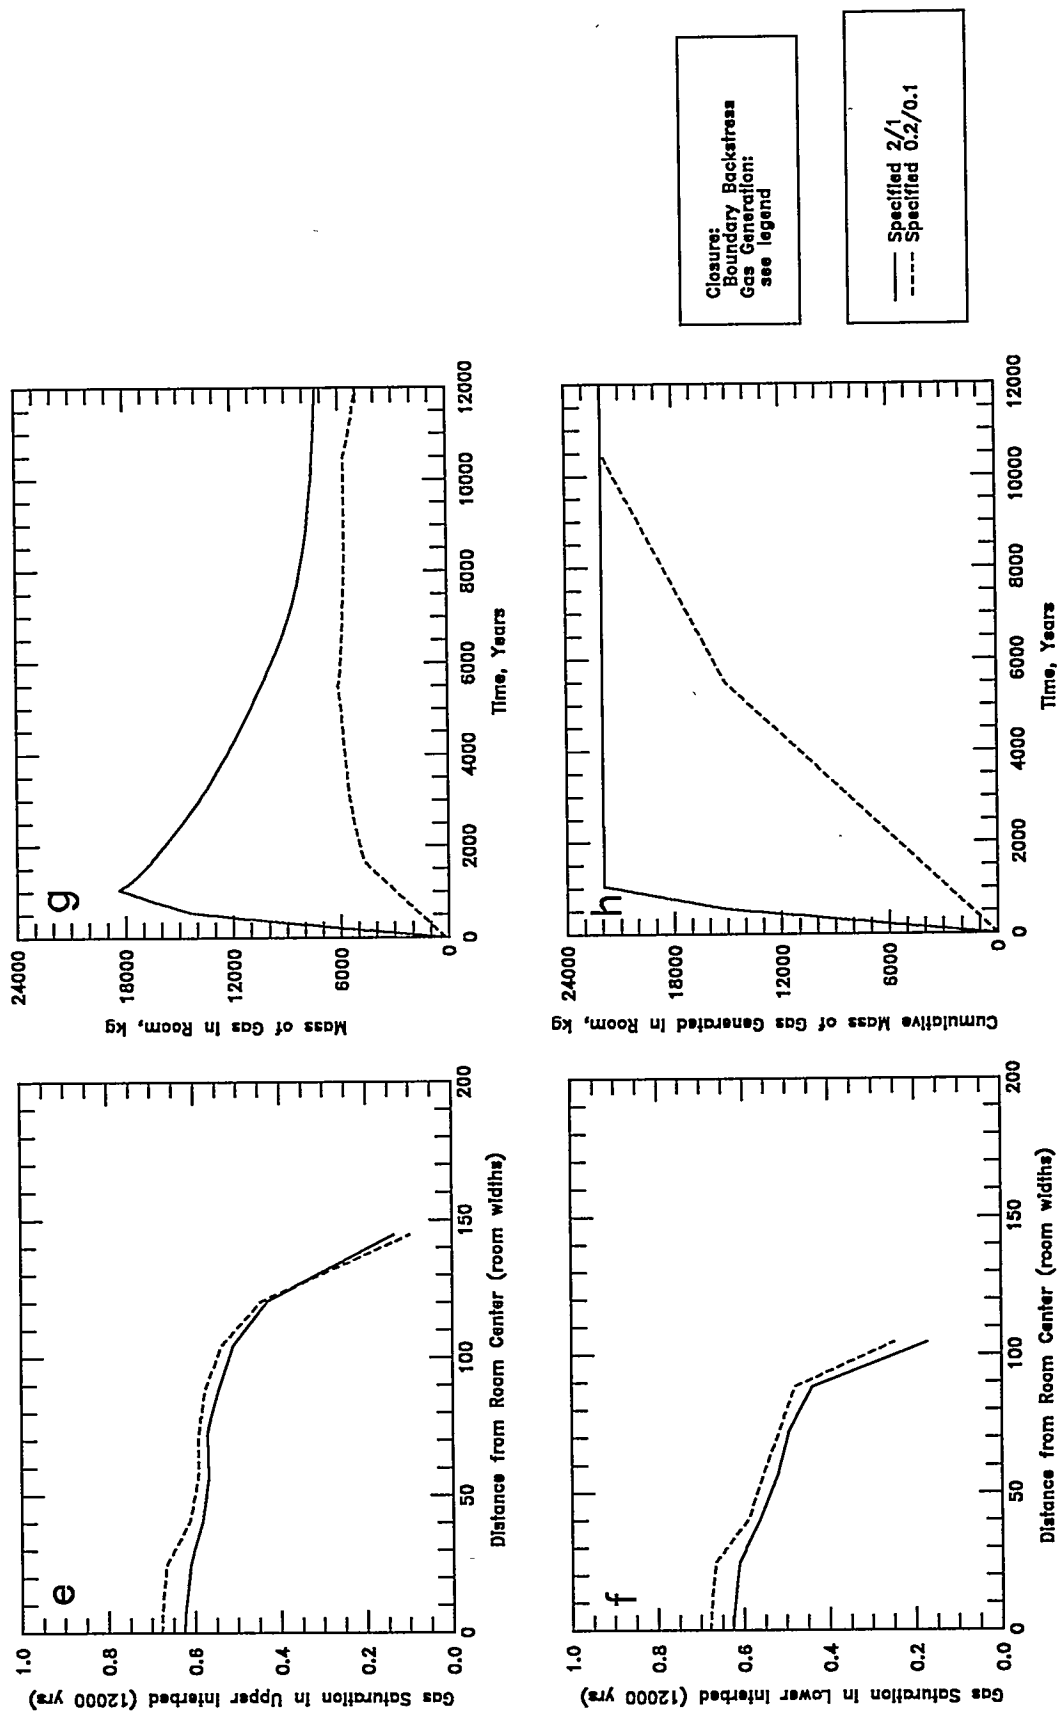 e
1.0
0.8
0.6
0.4
0.2
0.0
0
50
100
150
200
Gas Saturation in Upper Interbed (12000 yrs)
Distance from Room Center (room widths)
g
24000
18000
12000
6000
0
0
2000
4000
6000
8000
10000
12000
Mass of Gas in Room, kg
Time, Years
f
1.0
0.8
0.6
0.4
0.2
0.0
0
50
100
150
200
Gas Saturation in Lower Interbed (12000 yrs)
Distance from Room Center (room widths)
h
24000
18000
12000
6000
0
0
2000
4000
6000
8000
10000
12000
Cumulative Mass of Gas Generated in Room, kg
Time, Years
Closure:
Boundary Backstress
Gas Generation:
see legend
Specified 2/1
Specified 0.2/0.1